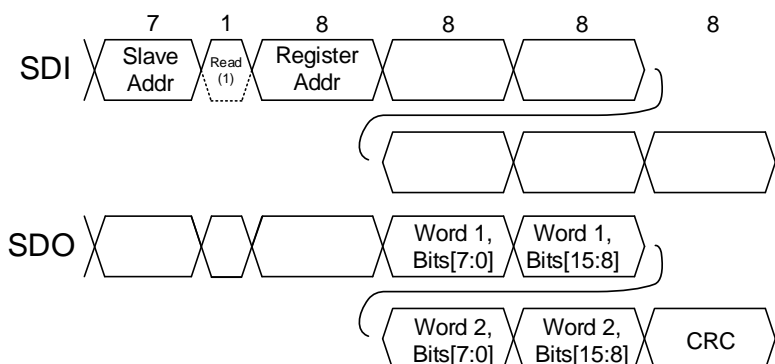 7 1 8 8 8 8
SDI Slave Addr Read (1) Register Addr
SDO Word 1, Bits[7:0] Word 1, Bits[15:8]
Word 2, Bits[7:0] Word 2, Bits[15:8] CRC